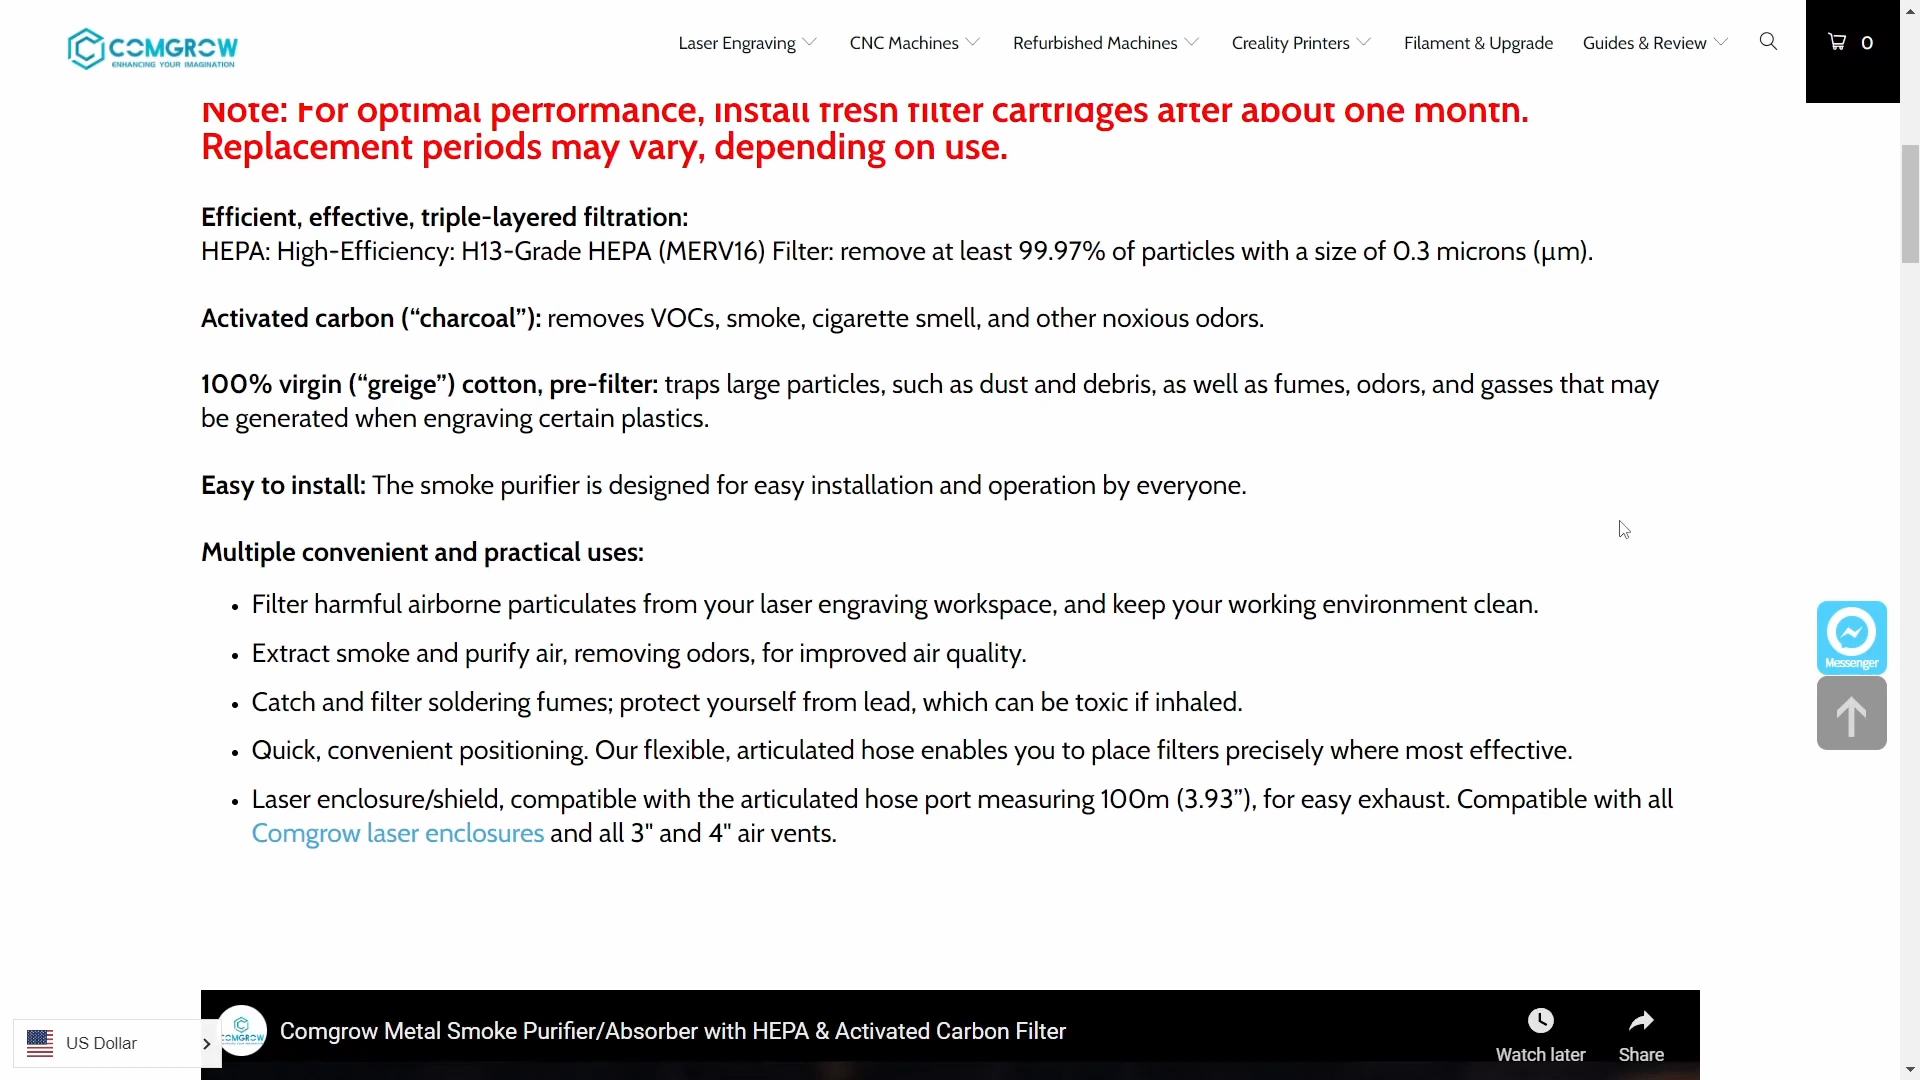 COMGROW
ENHANCING YOUR IMAGINATION
Laser Engraving
CNC Machines
Refurbished Machines
Creality Printers
Filament & Upgrade
Guides & Review
0
Note: For optimal performance, install fresh filter cartridges after about one month.
Replacement periods may vary, depending on use.
Efficient, effective, triple-layered filtration:
HEPA: High-Efficiency: H13-Grade HEPA (MERV16) Filter: remove at least 99.97% of particles with a size of 0.3 microns (μm).
Activated carbon (“charcoal”): removes VOCs, smoke, cigarette smell, and other noxious odors.
100% virgin (“greige”) cotton, pre-filter: traps large particles, such as dust and debris, as well as fumes, odors, and gasses that may
be generated when engraving certain plastics.
Easy to install: The smoke purifier is designed for easy installation and operation by everyone.
Multiple convenient and practical uses:
• Filter harmful airborne particulates from your laser engraving workspace, and keep your working environment clean.
• Extract smoke and purify air, removing odors, for improved air quality.
• Catch and filter soldering fumes; protect yourself from lead, which can be toxic if inhaled.
• Quick, convenient positioning. Our flexible, articulated hose enables you to place filters precisely where most effective.
• Laser enclosure/shield, compatible with the articulated hose port measuring 100m (3.93”), for easy exhaust. Compatible with all
Comgrow laser enclosures and all 3" and 4" air vents.
Messenger
COMGROW
Comgrow Metal Smoke Purifier/Absorber with HEPA & Activated Carbon Filter
Watch later
Share
US Dollar